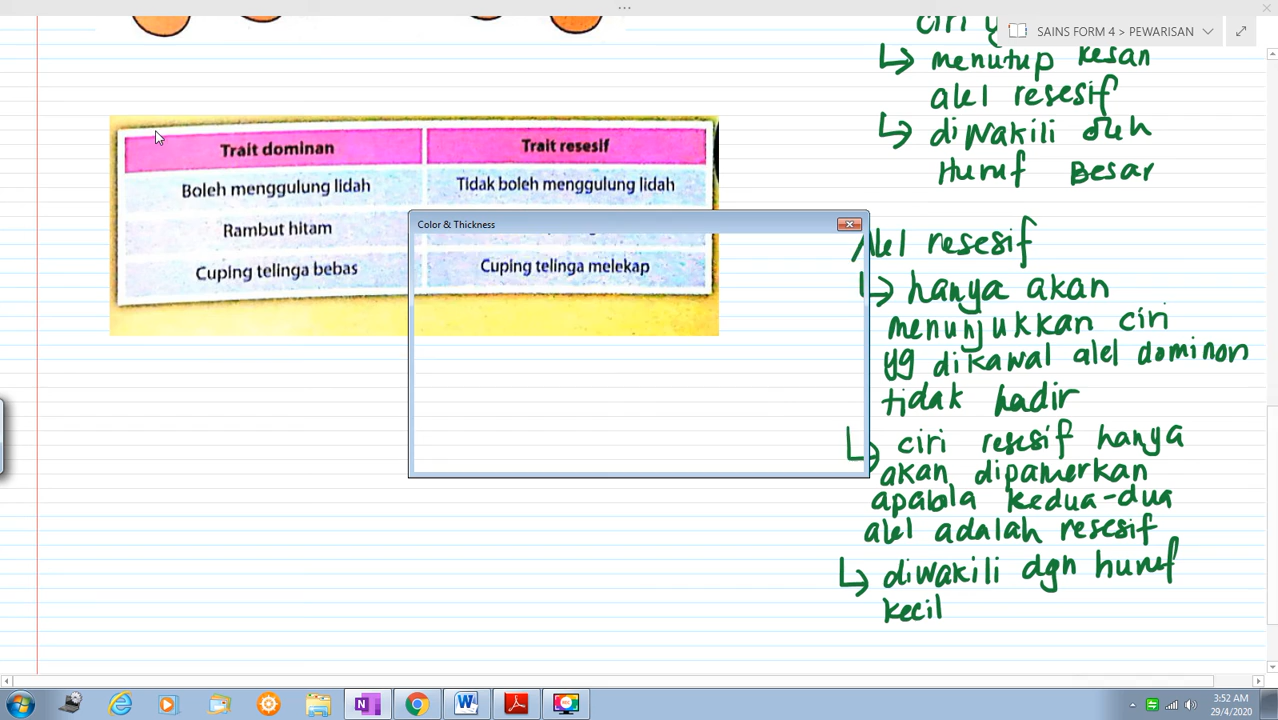 SAINS FORM 4 > PEWARISAN
ciri
menutup kesan
alel resesif
diwakili oleh
Huruf Besar
Trait dominan Trait resesif
Boleh menggulung lidah Tidak boleh menggulung lidah
Rambut hitam
Cuping telinga bebas Cuping telinga melekap
Color & Thickness
Alel resesif
hanya akan
menunjukkan ciri
yg dikawal alel dominan
tidak hadir
ciri resesif hanya
akan dipamerkan
apabla kedua-dua
alel adalah resesif
diwakili dgn huruf
kecil
3:52 AM
29/4/2020